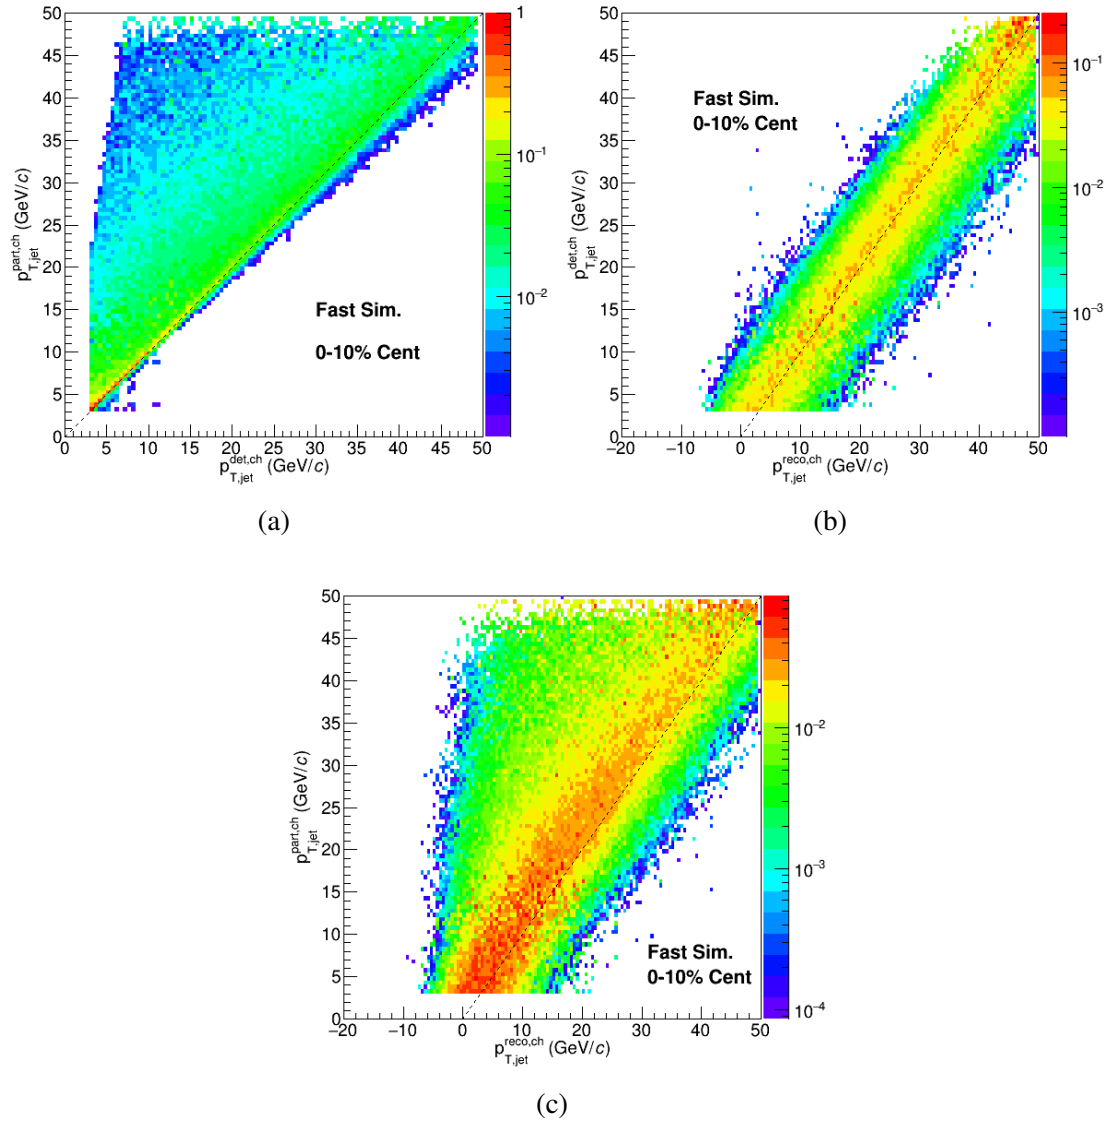 50
45
40
35
30
25
20
15
10
5
0
p_{T,jet}^{part,ch} (GeV/c)
Fast Sim.
0-10% Cent
0 5 10 15 20 25 30 35 40 45 50
p_{T,jet}^{det,ch} (GeV/c)
1
10^{-1}
10^{-2}
(a)
50
45
40
35
30
25
20
15
10
5
0
p_{T,jet}^{det,ch} (GeV/c)
Fast Sim.
0-10% Cent
−20 −10 0 10 20 30 40 50
p_{T,jet}^{reco,ch} (GeV/c)
10^{-1}
10^{-2}
10^{-3}
(b)
50
45
40
35
30
25
20
15
10
5
0
p_{T,jet}^{part,ch} (GeV/c)
Fast Sim.
0-10% Cent
−20 −10 0 10 20 30 40 50
p_{T,jet}^{reco,ch} (GeV/c)
10^{-2}
10^{-3}
10^{-4}
(c)